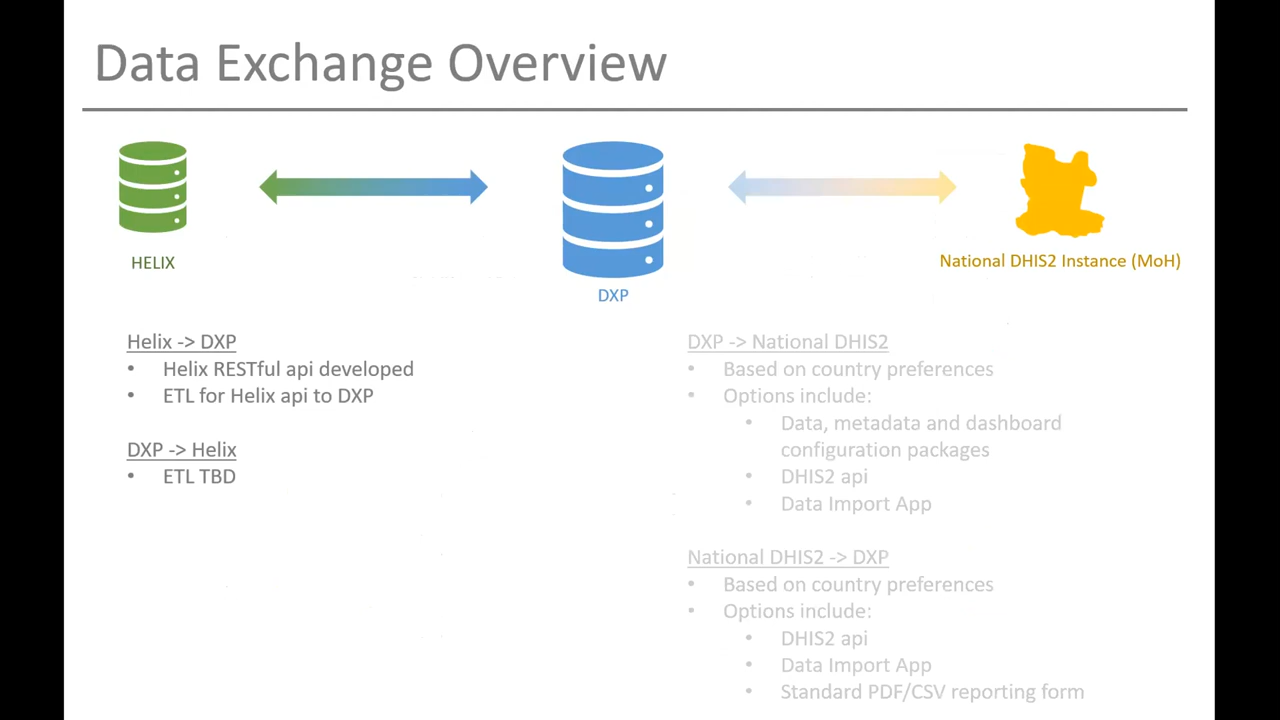 Data Exchange Overview
HELIX
DXP
National DHIS2 Instance (MoH)
Helix -> DXP
• Helix RESTful api developed
• ETL for Helix api to DXP
DXP -> Helix
• ETL TBD
DXP -> National DHIS2
• Based on country preferences
• Options include:
• Data, metadata and dashboard
configuration packages
• DHIS2 api
• Data Import App
National DHIS2 -> DXP
• Based on country preferences
• Options include:
• DHIS2 api
• Data Import App
• Standard PDF/CSV reporting form